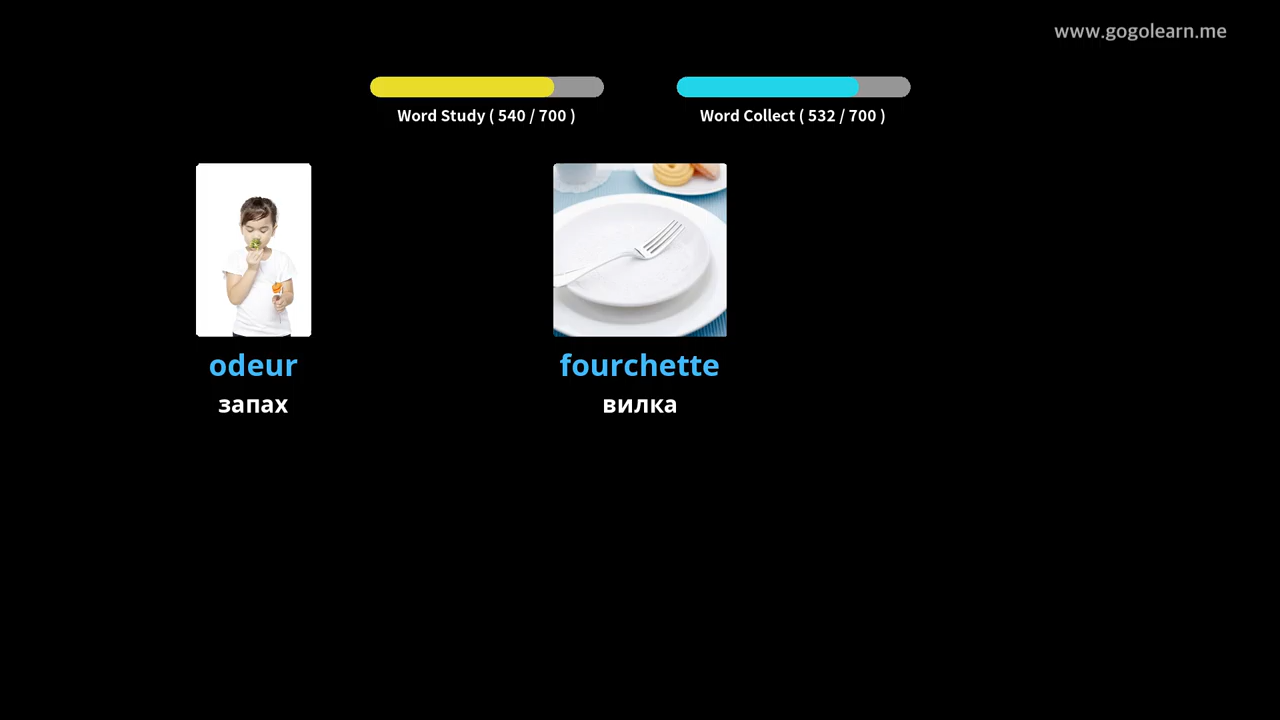 www.gogolearn.me
Word Study ( 540 / 700 )
Word Collect ( 532 / 700 )
odeur
запах
fourchette
вилка